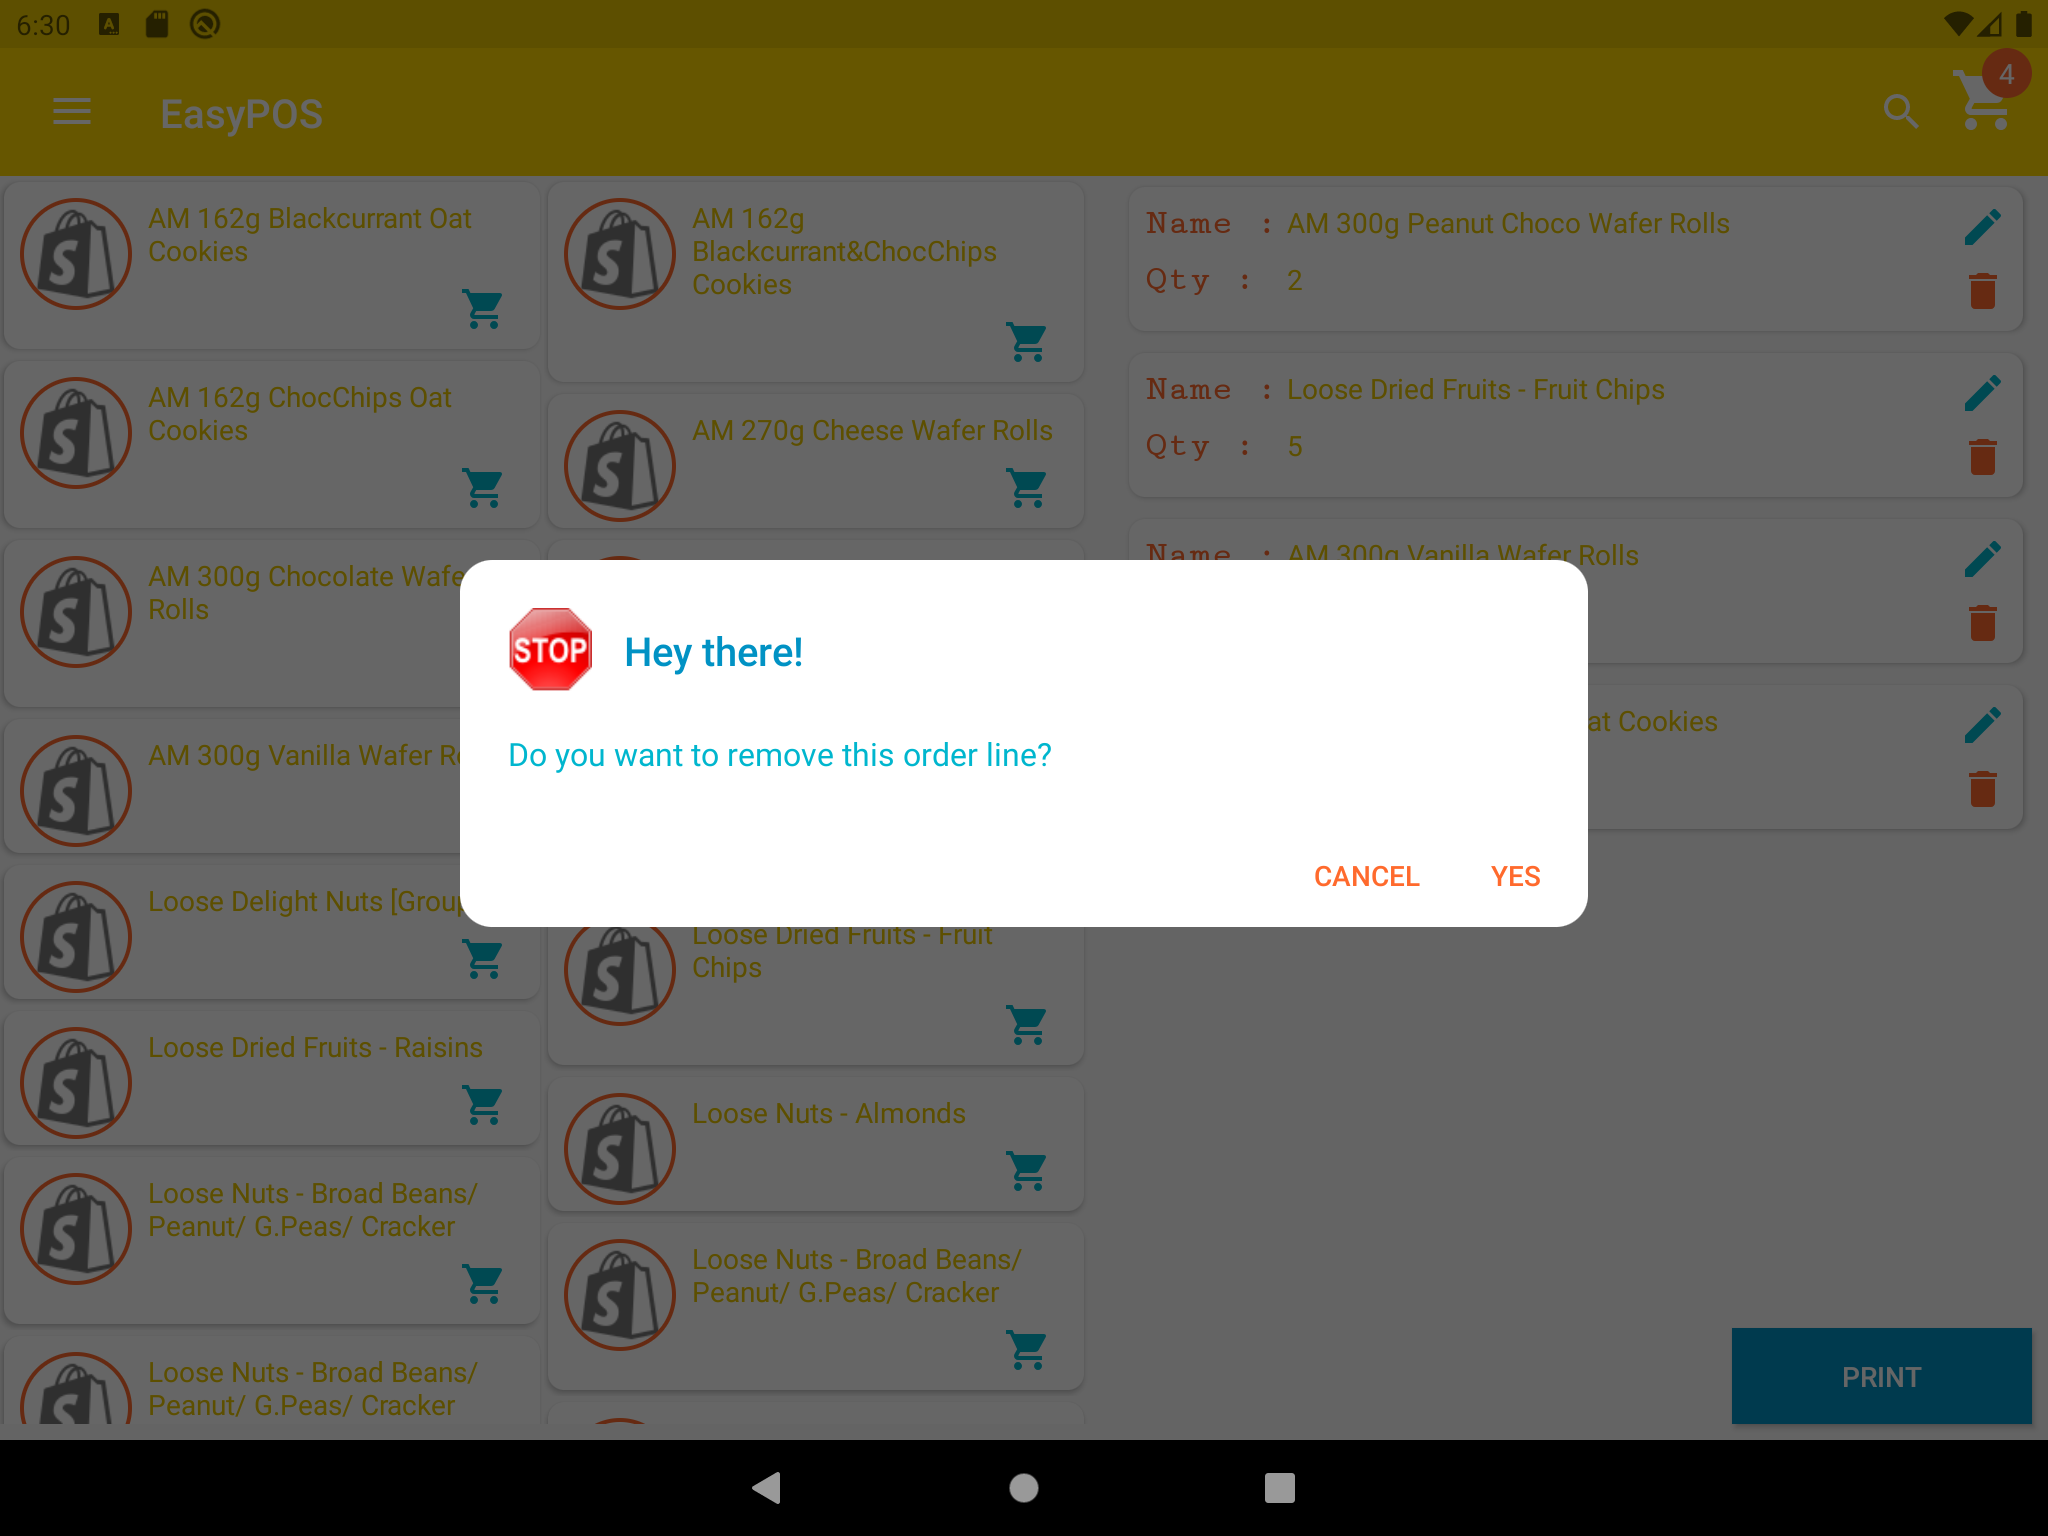 6:30
EasyPOS
4
AM 162g Blackcurrant Oat
Cookies
AM 162g ChocChips Oat
Cookies
AM 300g Chocolate Wafe
Rolls
AM 300g Vanilla Wafer
Loose Delight Nuts [Group
Loose Dried Fruits - Raisins
Loose Nuts - Broad Beans/
Peanut/ G.Peas/ Cracker
Loose Nuts - Broad Beans/
Peanut/ G.Peas/ Cracker
AM 162g
Blackcurrant&ChocChips
Cookies
AM 270g Cheese Wafer Rolls
Loose Dried Fruits - Fruit
Chips
Loose Nuts - Almonds
Loose Nuts - Broad Beans/
Peanut/ G.Peas/ Cracker
Name : AM 300g Peanut Choco Wafer Rolls
Qty : 2
Name : Loose Dried Fruits - Fruit Chips
Qty : 5
Name : AM 300g Vanilla Wafer Rolls
at Cookies
STOP
Hey there!
Do you want to remove this order line?
CANCEL YES
PRINT